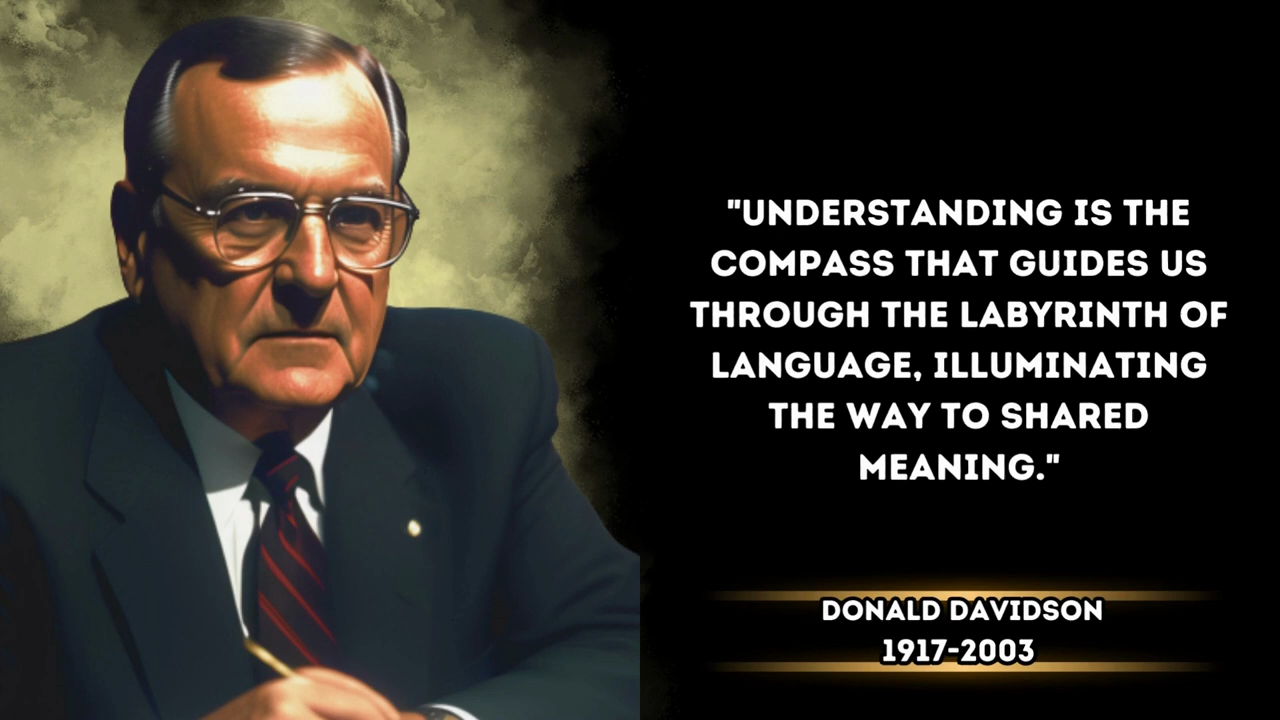 "UNDERSTANDING IS THE
COMPASS THAT GUIDES US
THROUGH THE LABYRINTH OF
LANGUAGE, ILLUMINATING
THE WAY TO SHARED
MEANING."
DONALD DAVIDSON
1917-2003